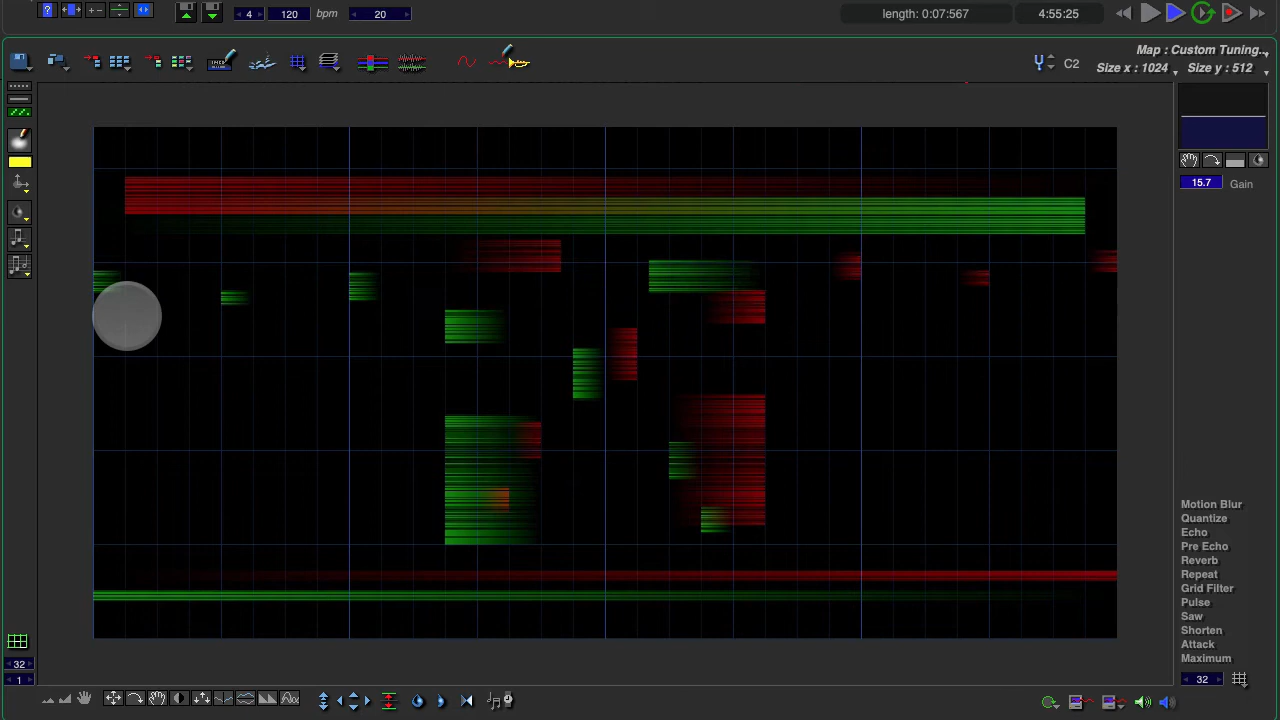 4 120 bpm 20 length: 0:07:567 4:55:25
C2 Map : Custom Tuning..
Size x : 1024 Size y : 512
15.7 Gain
Motion Blur
Quantize
Echo
Pre Echo
Reverb
Repeat
Grid Filter
Pulse
Saw
Shorten
Attack
Maximum
32
32
1